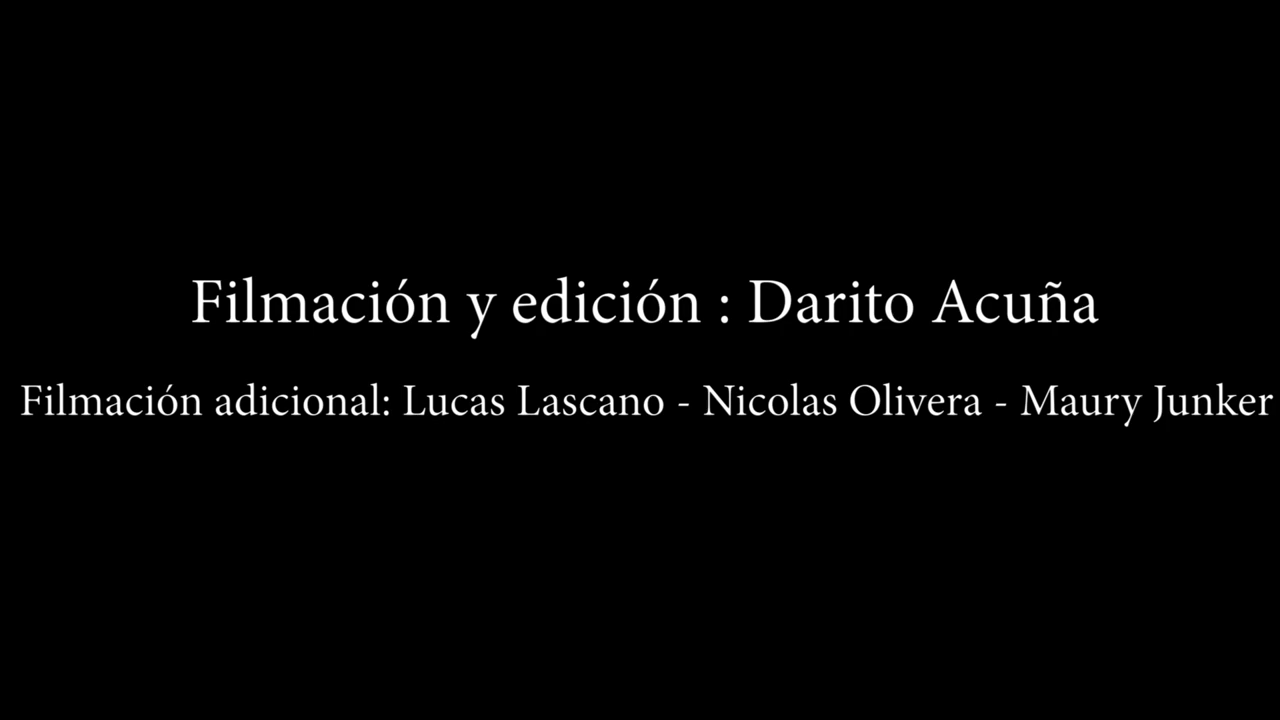 Filmación y edición : Darito Acuña
Filmación adicional: Lucas Lascano - Nicolas Olivera - Maury Junker